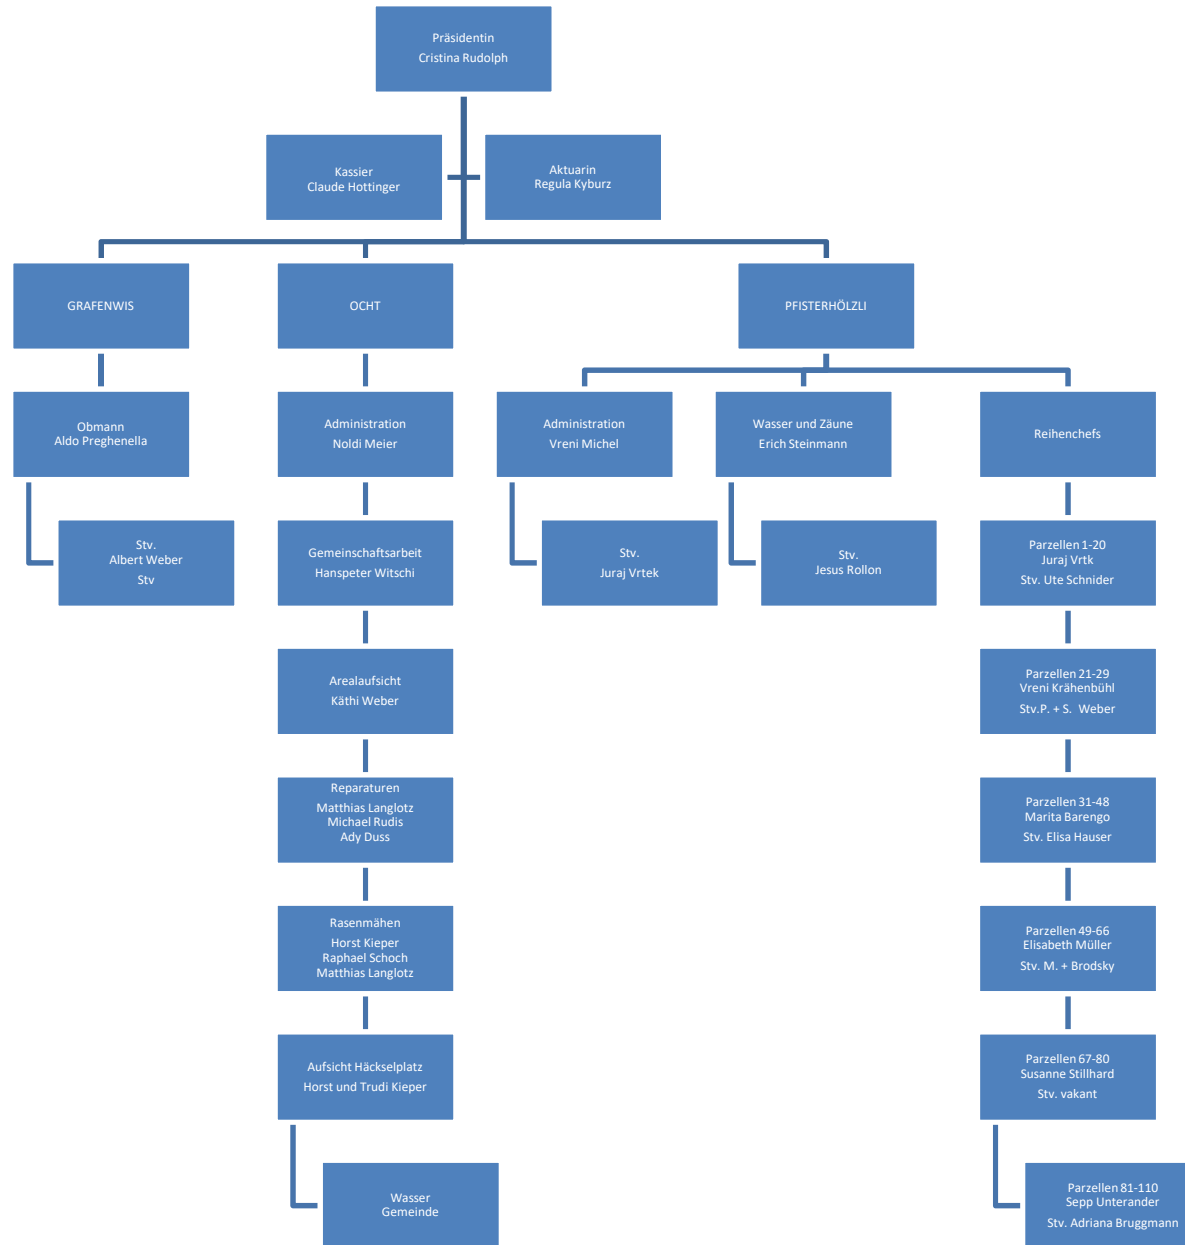 Präsidentin
Cristina Rudolph
Kassier
Claude Hottinger
Aktuarin
Regula Kyburz
GRAFENWIS
OCHT
PFISTERHÖLZLI
Obmann
Aldo Preghenella
Administration
Noldi Meier
Administration
Vreni Michel
Wasser und Zäune
Erich Steinmann
Reihenchefs
Stv.
Albert Weber
Stv
Gemeinschaftsarbeit
Hanspeter Witschi
Stv.
Juraj Vrtek
Stv.
Jesus Rollon
Parzellen 1-20
Juraj Vrtk
Stv. Ute Schnider
Arealaufsicht
Käthi Weber
Parzellen 21-29
Vreni Krähenbühl
Stv.P. + S. Weber
Reparaturen
Matthias Langlotz
Michael Rudis
Ady Duss
Parzellen 31-48
Marita Barengo
Stv. Elisa Hauser
Rasenmähen
Horst Kieper
Raphael Schoch
Matthias Langlotz
Parzellen 49-66
Elisabeth Müller
Stv. M. + Brodsky
Aufsicht Häckselplatz
Horst und Trudi Kieper
Parzellen 67-80
Susanne Stillhard
Stv. vakant
Wasser
Gemeinde
Parzellen 81-110
Sepp Unterander
Stv. Adriana Bruggmann